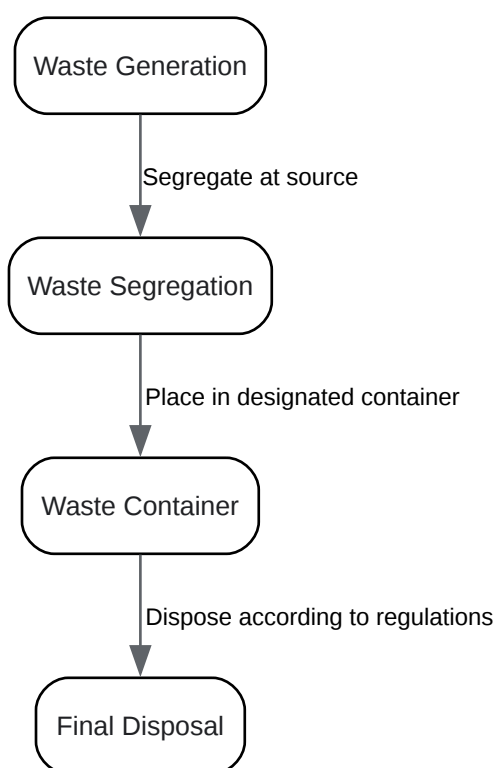 Waste Generation
Segregate at source
Waste Segregation
Place in designated container
Waste Container
Dispose according to regulations
Final Disposal